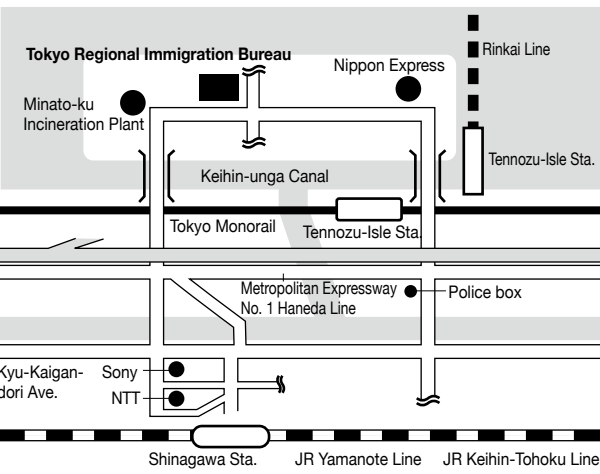 Rinkai Line
Tokyo Regional Immigration Bureau
Nippon Express
Minato-ku
Incineration Plant
Tennozu-Isle Sta.
Keihin-unga Canal
Tokyo Monorail
Tennozu-Isle Sta.
Metropolitan Expressway
No. 1 Haneda Line
Police box
Kyu-Kaigan-
dori Ave.
Sony
NTT
Shinagawa Sta.
JR Yamanote Line
JR Keihin-Tohoku Line